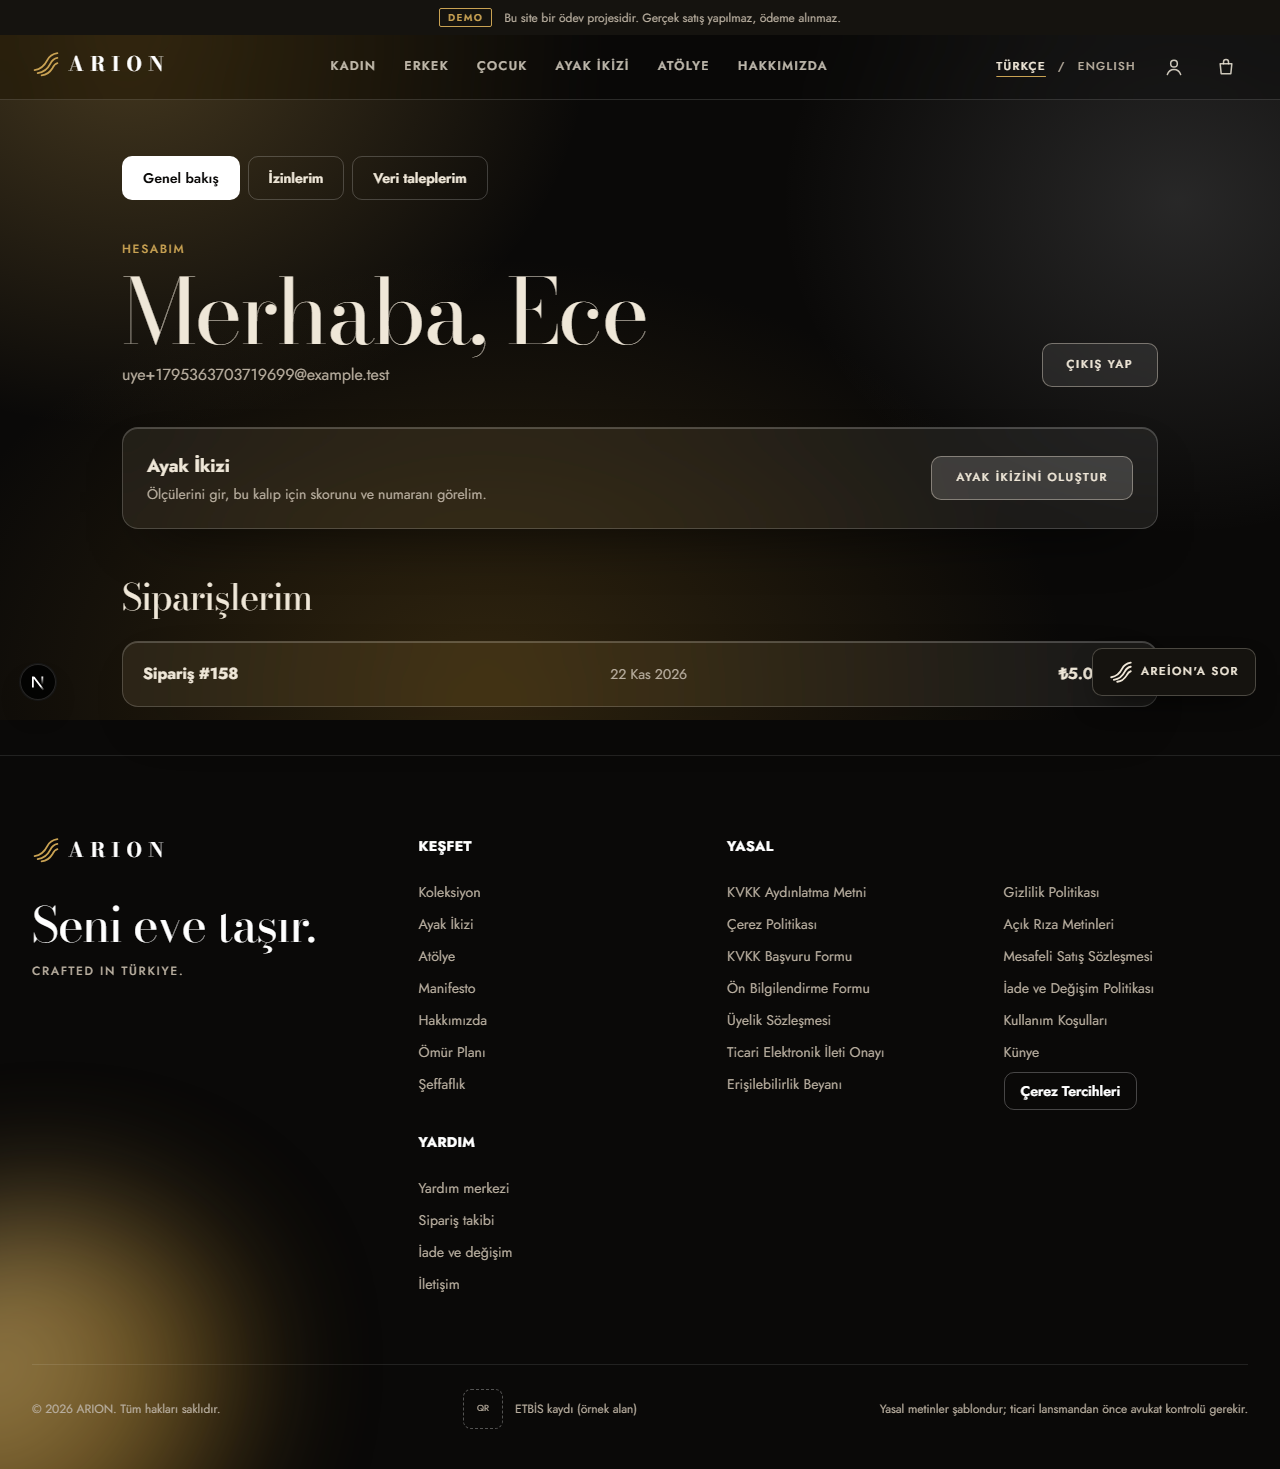 DEMO Bu site bir ödev projesidir. Gerçek satış yapılmaz, ödeme alınmaz.
ARION KADIN ERKEK ÇOCUK AYAK İKİZİ ATÖLYE HAKKIMIZDA TÜRKÇE / ENGLISH
Genel bakış İzinlerim Veri taleplerim
HESABIM
Merhaba, Ece
uye+1795363703719699@example.test
ÇIKIŞ YAP
Ayak İkizi
Ölçülerini gir, bu kalıp için skorunu ve numaranı görelim.
AYAK İKİZİNİ OLUŞTUR
Siparişlerim
Sipariş #158 22 Kas 2026 ₺5.0
N
AREİON'A SOR
ARION
Seni eve taşır.
CRAFTED IN TÜRKIYE.
KEŞFET
Koleksiyon
Ayak İkizi
Atölye
Manifesto
Hakkımızda
Ömür Planı
Şeffaflık
YARDIM
Yardım merkezi
Sipariş takibi
İade ve değişim
İletişim
YASAL
KVKK Aydınlatma Metni
Çerez Politikası
KVKK Başvuru Formu
Ön Bilgilendirme Formu
Üyelik Sözleşmesi
Ticari Elektronik İleti Onayı
Erişilebilirlik Beyanı
Gizlilik Politikası
Açık Rıza Metinleri
Mesafeli Satış Sözleşmesi
İade ve Değişim Politikası
Kullanım Koşulları
Künye
Çerez Tercihleri
© 2026 ARION. Tüm hakları saklıdır.
QR ETBİS kaydı (örnek alan)
Yasal metinler şablondur; ticari lansmandan önce avukat kontrolü gerekir.